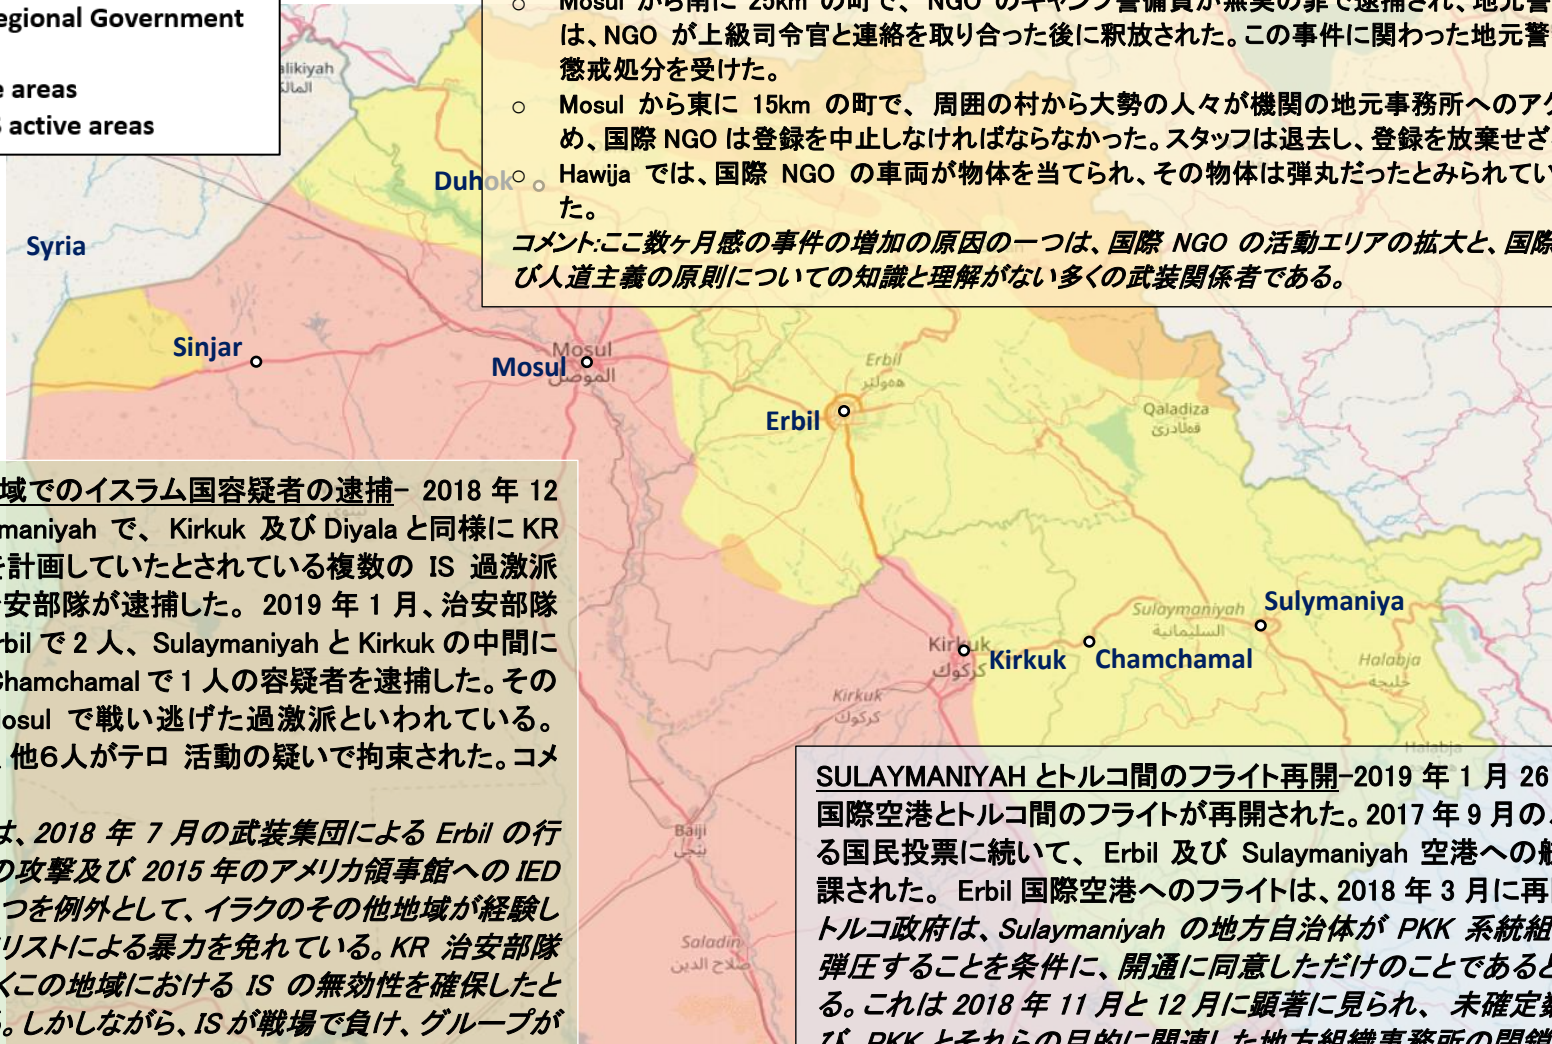 egional Government
e areas
active areas
Mosul から南に 25km の町で、 NGO のキャンプ警備員が無実の罪で逮捕され、地元警
は、NGO が上級司令官と連絡を取り合った後に釈放された。この事件に関わった地元警
懲戒処分を受けた。
○ Mosul から東に 15km の町で、 周囲の村から大勢の人々が機関の地元事務所へのアク
め、国際 NGO は登録を中止しなければならなかった。スタッフは退去し、登録を放棄せざ
○ Hawija では、国際 NGO の車両が物体を当てられ、その物体は弾丸だったとみられてい
た。
コメント:ここ数ヶ月感の事件の増加の原因の一つは、国際 NGO の活動エリアの拡大と、国際
び人道主義の原則についての知識と理解がない多くの武装関係者である。
alikiyah
Duhok
Syria
Sinjar
Mosul
Mosul
الموصل
Erbil
هەولێر
Erbil
Qaladiza
قەڵادزێ
域でのイスラム国容疑者の逮捕- 2018 年 12
maniyah で、 Kirkuk 及び Diyala と同様に KR
を計画していたとされている複数の IS 過激派
安部隊が逮捕した。 2019 年 1 月、治安部隊
rbil で 2 人、 Sulaymaniyah と Kirkuk の中間に
Chamchamal で 1 人の容疑者を逮捕した。その
Mosul で戦い逃げた過激派といわれている。
他6人がテロ 活動の疑いで拘束された。コメ
は、2018 年 7 月の武装集団による Erbil の行
の攻撃及び 2015 年のアメリカ領事館への IED
つを例外として、イラクのその他地域が経験し
リストによる暴力を免れている。KR 治安部隊
くこの地域における IS の無効性を確保したと
。しかしながら、IS が戦場で負け、グループが
Sulaymaniyah
السليمانية
Sulymaniya
Kirkuk
كركوك
Kirkuk
Chamchamal
Halabja
حلبجة
Kirkuk
كركوك
Halabja
Baiji
بيجي
Saladin
صلاح الدين
SULAYMANIYAH とトルコ間のフライト再開-2019 年 1 月 26
国際空港とトルコ間のフライトが再開された。2017 年 9 月の
る国民投票に続いて、 Erbil 及び Sulaymaniyah 空港への
課された。 Erbil 国際空港へのフライトは、2018 年 3 月に再
トルコ政府は、Sulaymaniyah の地方自治体が PKK 系統組
弾圧することを条件に、開通に同意しただけのことであると
る。これは 2018 年 11 月と 12 月に顕著に見られ、 未確定数
び、PKK とそれらの目的に関連した地方組織事務所の閉鎖